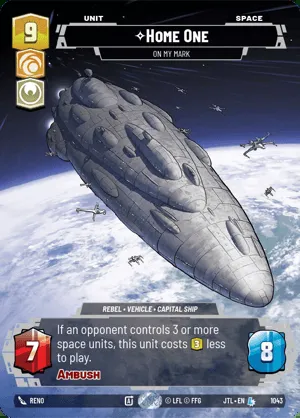 UNIT
SPACE
9
✧HOME ONE
ON MY MARK
REBEL • VEHICLE • CAPITAL SHIP
If an opponent controls 3 or more
space units, this unit costs 3 less
to play.
AMBUSH
7
8
RENO
© LFL © FFG
JTL • EN
1043